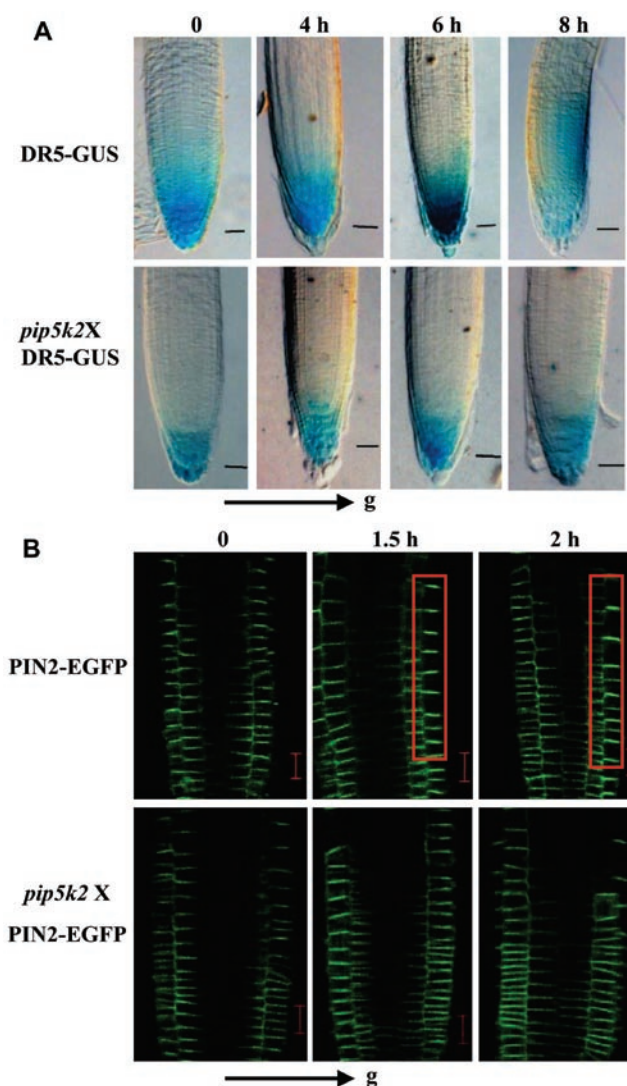 A
0 4 h 6 h 8 h
DR5-GUS
pip5k2X
DR5-GUS
g
B
0 1.5 h 2 h
PIN2-EGFP
pip5k2 X
PIN2-EGFP
g